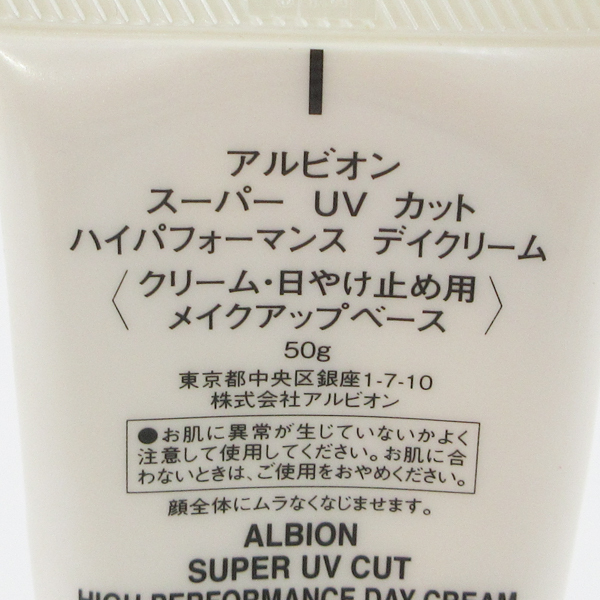 アルビオン
スーパー UV カット
ハイパフォーマンス デイクリーム
〈クリーム・日やけ止め用
メイクアップベース〉
50g
東京都中央区銀座1-7-10
株式会社アルビオン
●お肌に異常が生じていないかよく
注意して使用してください。お肌に合
わないときは、ご使用をおやめください。
顔全体にムラなくなじませます。
ALBION
SUPER UV CUT
HIGH PERFORMANCE DAY CREAM